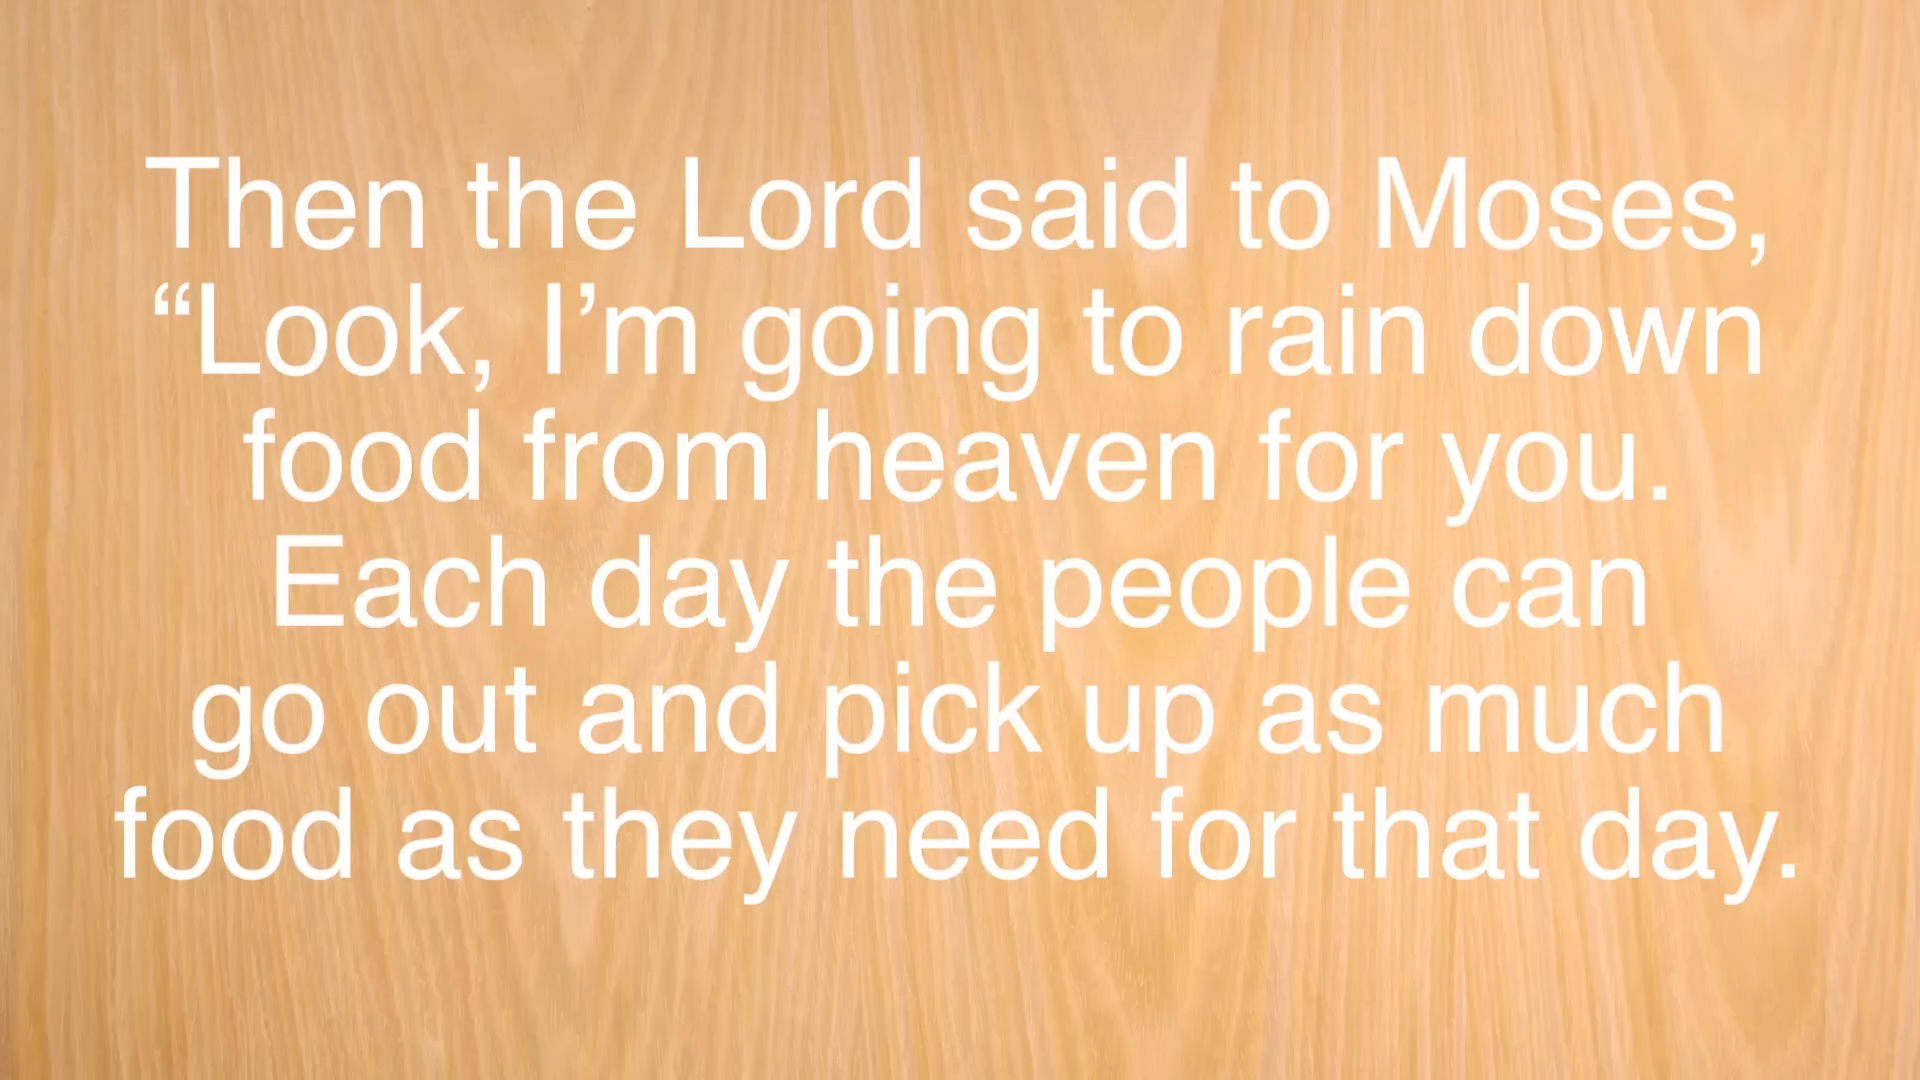 Then the Lord said to Moses,
“Look, I’m going to rain down
food from heaven for you.
Each day the people can
go out and pick up as much
food as they need for that day.